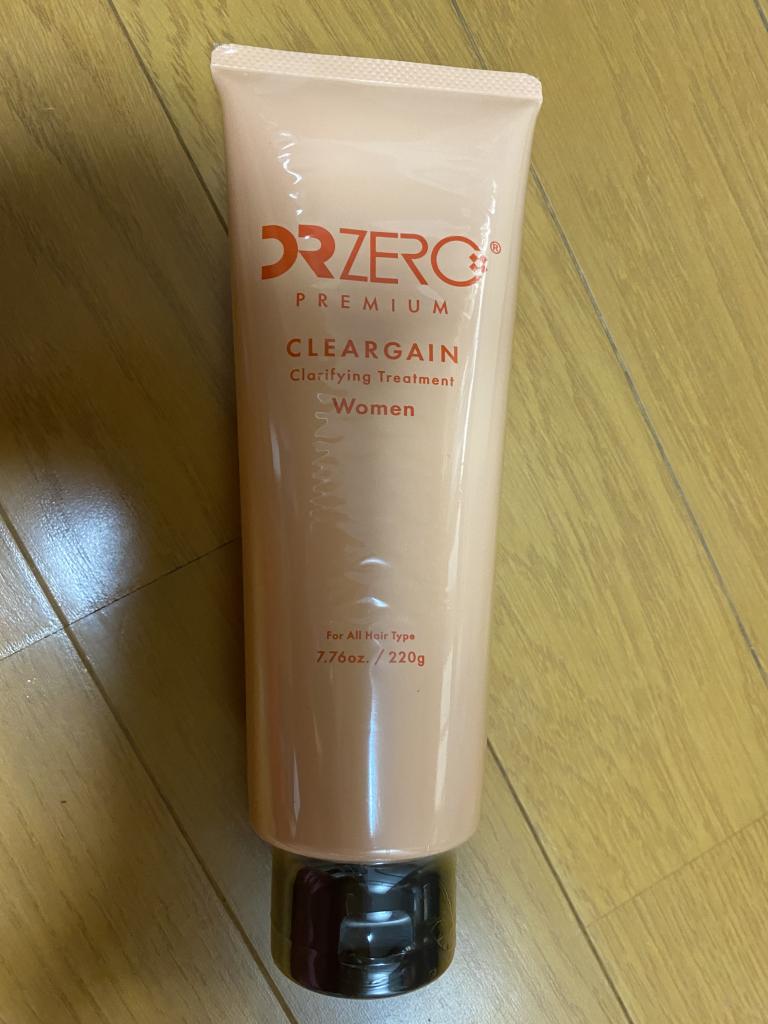 DRZERO®
PREMIUM
CLEARGAIN
Clarifying Treatment
Women
For All Hair Type
7.76oz. / 220g